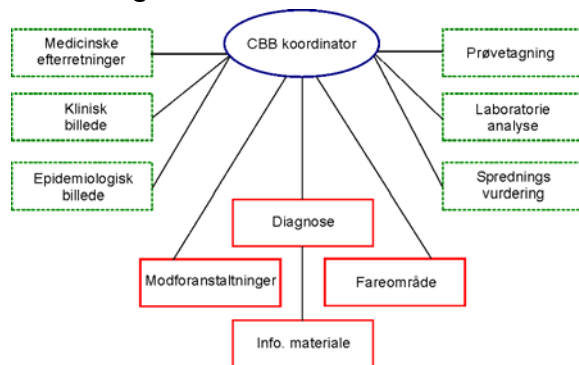 CBB koordinator
Medicinske
efterretninger
Klinisk
billede
Epidemiologisk
billede
Prøvetagning
Laboratorie
analyse
Sprednings
vurdering
Diagnose
Modforanstaltninger
Fareområde
Info. materiale